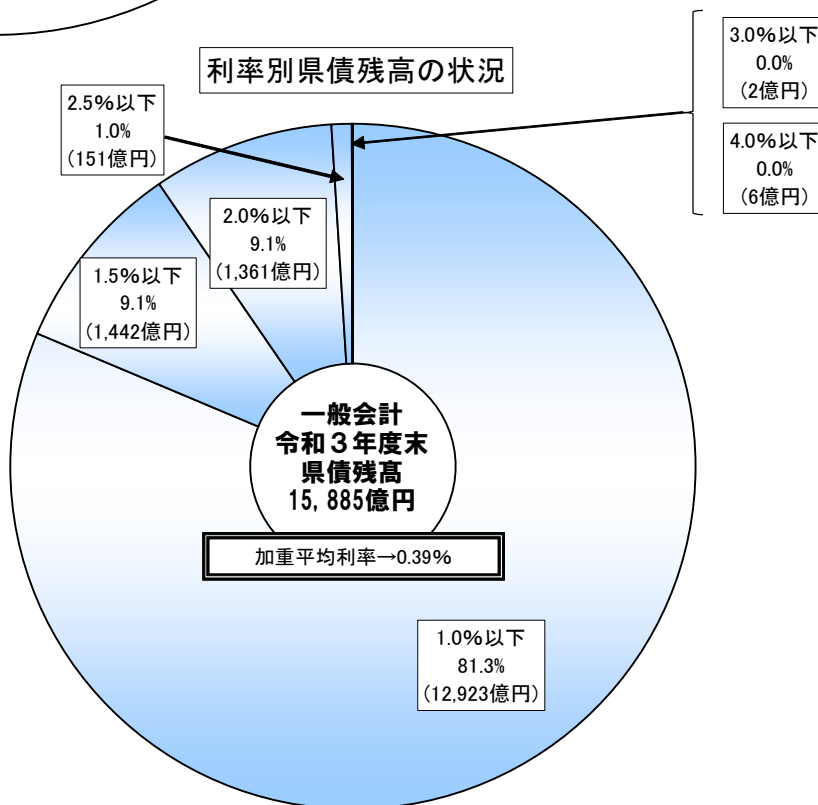 利率別県債残高の状況
3.0%以下
0.0%
(2億円)
4.0%以下
0.0%
(6億円)
2.5%以下
1.0%
(151億円)
2.0%以下
9.1%
(1,361億円)
1.5%以下
9.1%
(1,442億円)
一般会計
令和３年度末
県債残髙
15,885億円
加重平均利率→0.39%
1.0%以下
81.3%
(12,923億円)